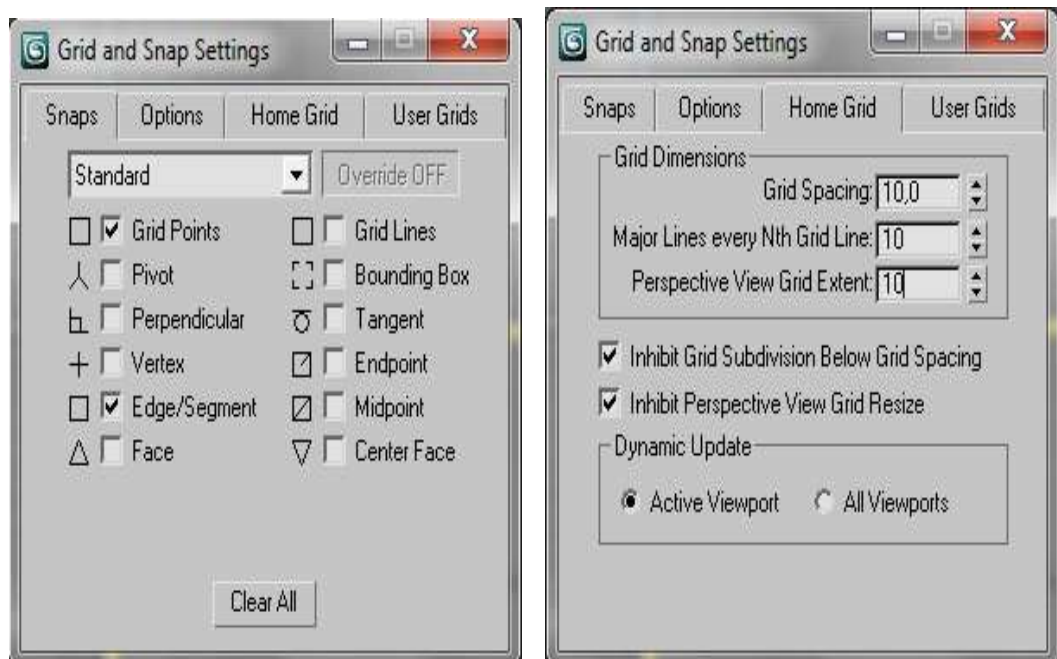 Grid and Snap Settings
Snaps Options Home Grid User Grids
Standard Override OFF
Grid Points Grid Lines
Pivot Bounding Box
Perpendicular Tangent
Vertex Endpoint
Edge/Segment Midpoint
Face Center Face
Clear All
Grid and Snap Settings
Snaps Options Home Grid User Grids
Grid Dimensions
Grid Spacing: 10,0
Major Lines every Nth Grid Line: 10
Perspective View Grid Extent: 10
Inhibit Grid Subdivision Below Grid Spacing
Inhibit Perspective View Grid Resize
Dynamic Update
Active Viewport All Viewports